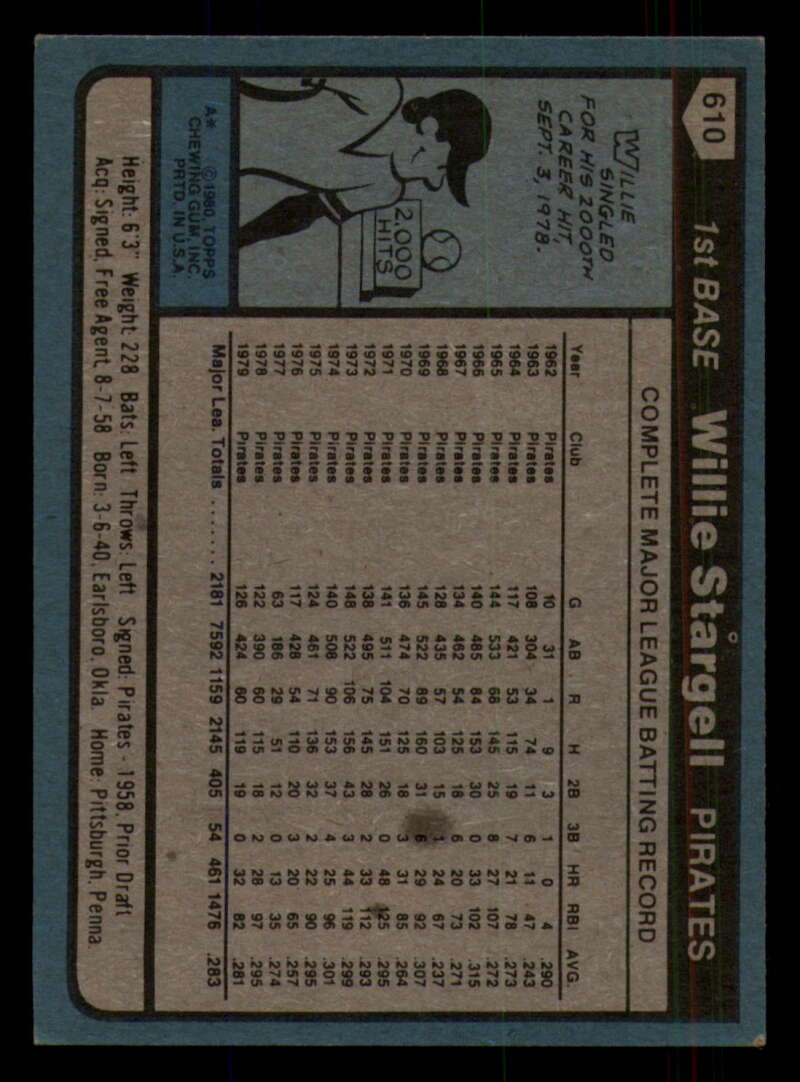 610 1st BASE Willie Stargell PIRATES
WILLIE
SINGLED
FOR HIS 2000TH
CAREER HIT,
SEPT. 3, 1978.
2,000
HITS
A* ©1980 TOPPS
CHEWING GUM, INC.
PRTD. IN U.S.A.
COMPLETE MAJOR LEAGUE BATTING RECORD
Year Club G AB R H 2B 3B HR RBI AVG.
1962 Pirates 10 31 1 9 3 1 0 4 .290
1963 Pirates 108 304 34 74 11 6 11 47 .243
1964 Pirates 117 421 53 115 19 7 21 78 .273
1965 Pirates 144 533 68 145 25 8 27 107 .272
1966 Pirates 140 485 84 153 30 0 33 102 .315
1967 Pirates 134 462 54 125 18 6 20 73 .271
1968 Pirates 128 435 57 103 15 1 24 67 .237
1969 Pirates 145 522 89 160 31 6 29 92 .307
1970 Pirates 136 474 70 125 18 3 31 85 .264
1971 Pirates 141 511 104 151 26 0 48 125 .295
1972 Pirates 138 495 75 145 28 2 33 112 .293
1973 Pirates 148 522 106 156 43 3 44 119 .299
1974 Pirates 140 508 90 153 37 4 25 96 .301
1975 Pirates 124 461 71 136 32 2 22 90 .295
1976 Pirates 117 428 54 110 20 3 20 65 .257
1977 Pirates 63 186 29 51 12 0 13 35 .274
1978 Pirates 122 390 60 115 18 2 28 97 .295
1979 Pirates 126 424 60 119 19 0 32 82 .281
Major Lea. Totals ....... 2181 7592 1159 2145 405 54 461 1476 .283
Height: 6'3" Weight: 228 Bats: Left Throws: Left Signed: Pirates - 1958, Prior Draft
Acq: Signed, Free Agent, 8-7-58 Born: 3-6-40, Earlsboro, Okla Home: Pittsburgh, Penna.